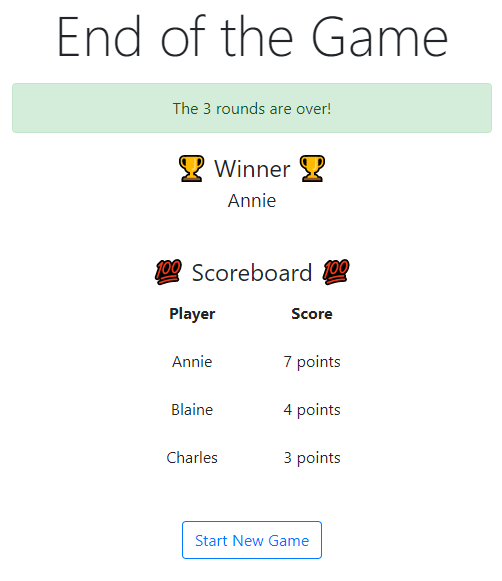 End of the Game
The 3 rounds are over!
🏆 Winner 🏆
Annie
💯 Scoreboard 💯
Player Score
Annie 7 points
Blaine 4 points
Charles 3 points
Start New Game